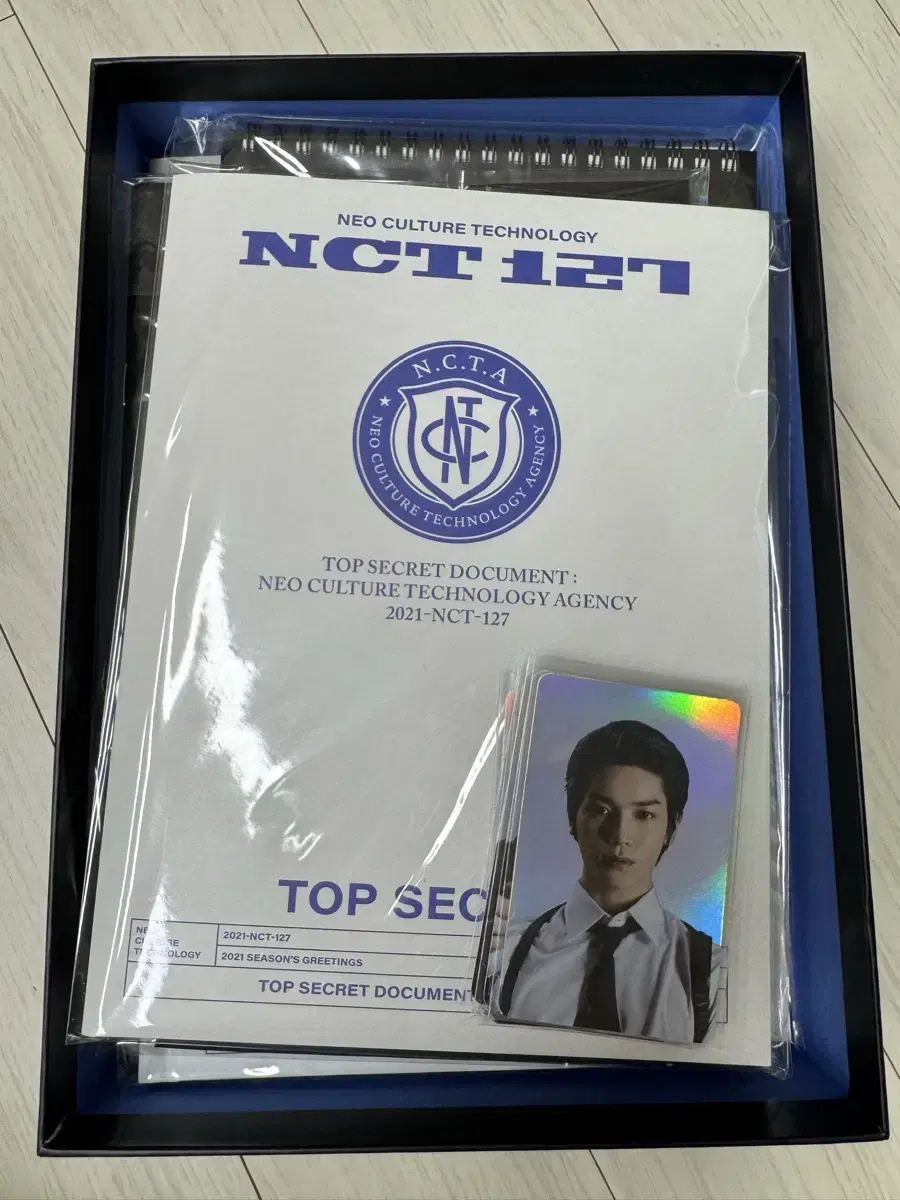 NEO CULTURE TECHNOLOGY
NCT 127
N.C.T.A
NCT
NEO CULTURE TECHNOLOGY AGENCY
TOP SECRET DOCUMENT :
NEO CULTURE TECHNOLOGY AGENCY
2021-NCT-127
TOP SEC
2021-NCT-127
2021 SEASON'S GREETINGS
TECHNOLOGY
TOP SECRET DOCUMENT